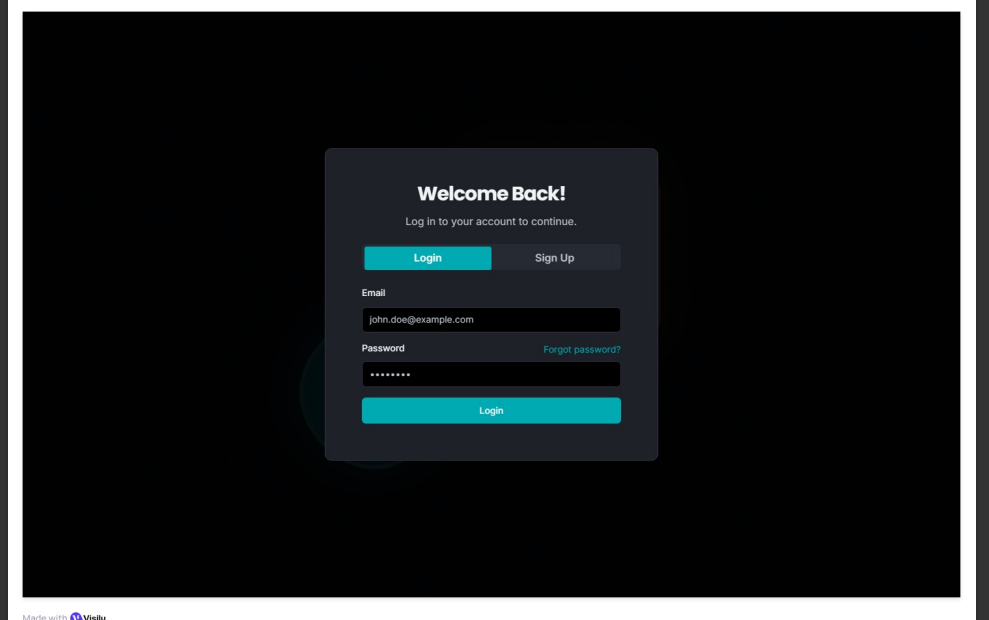 Welcome Back!
Log in to your account to continue.
Login
Sign Up
Email
john.doe@example.com
Password
Forgot password?
••••••••
Login
Made with Visily